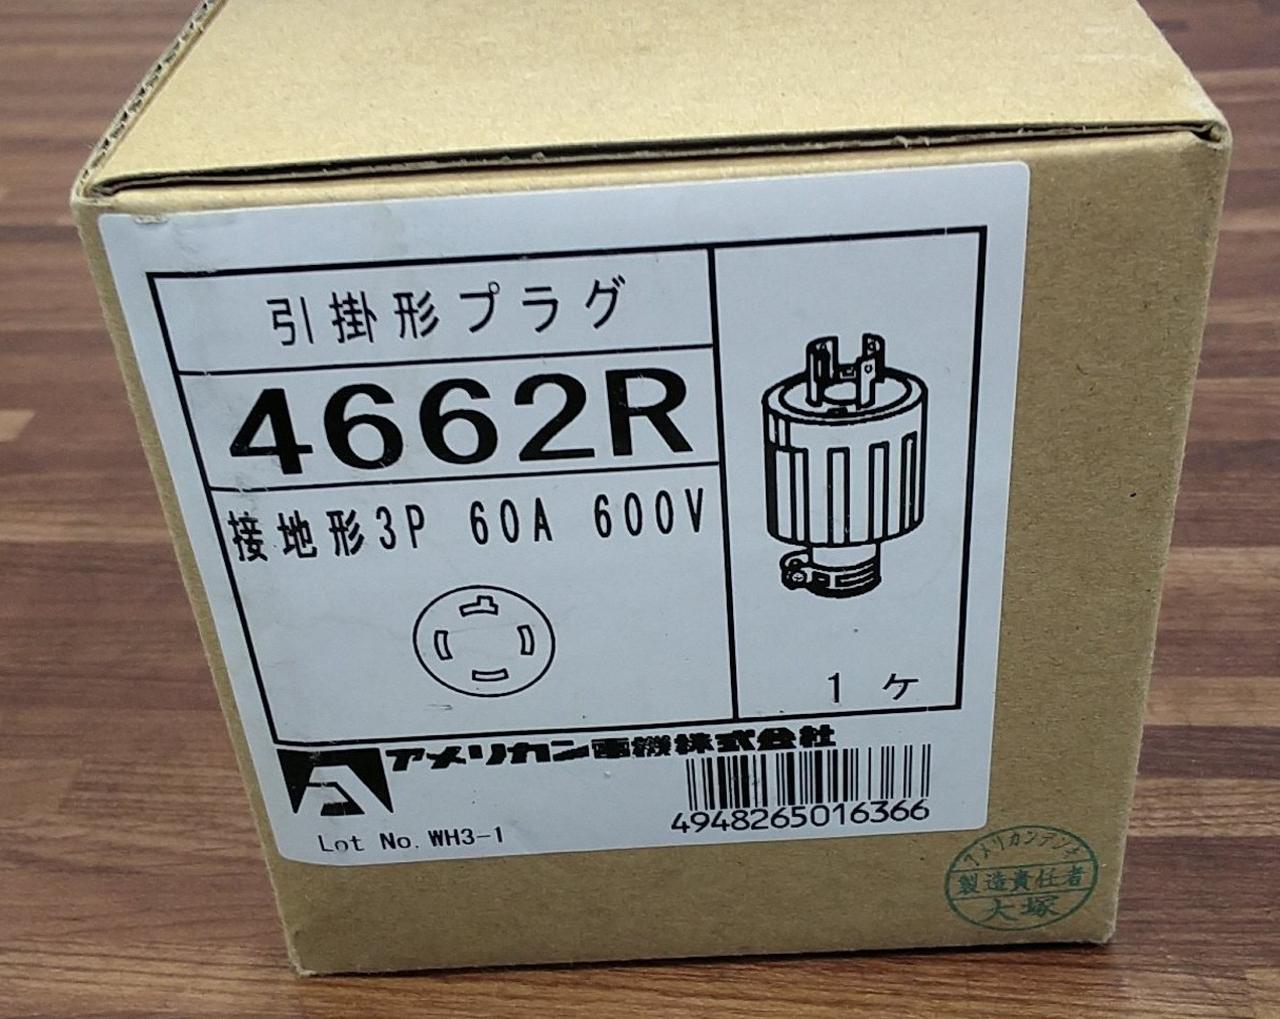 引掛形プラグ
4662R
接地形3P 60A 600V
1ケ
アメリカン電機株式会社
4948265016366
Lot No. WH3-1
アメリカンデンキ
製造責任者
大塚